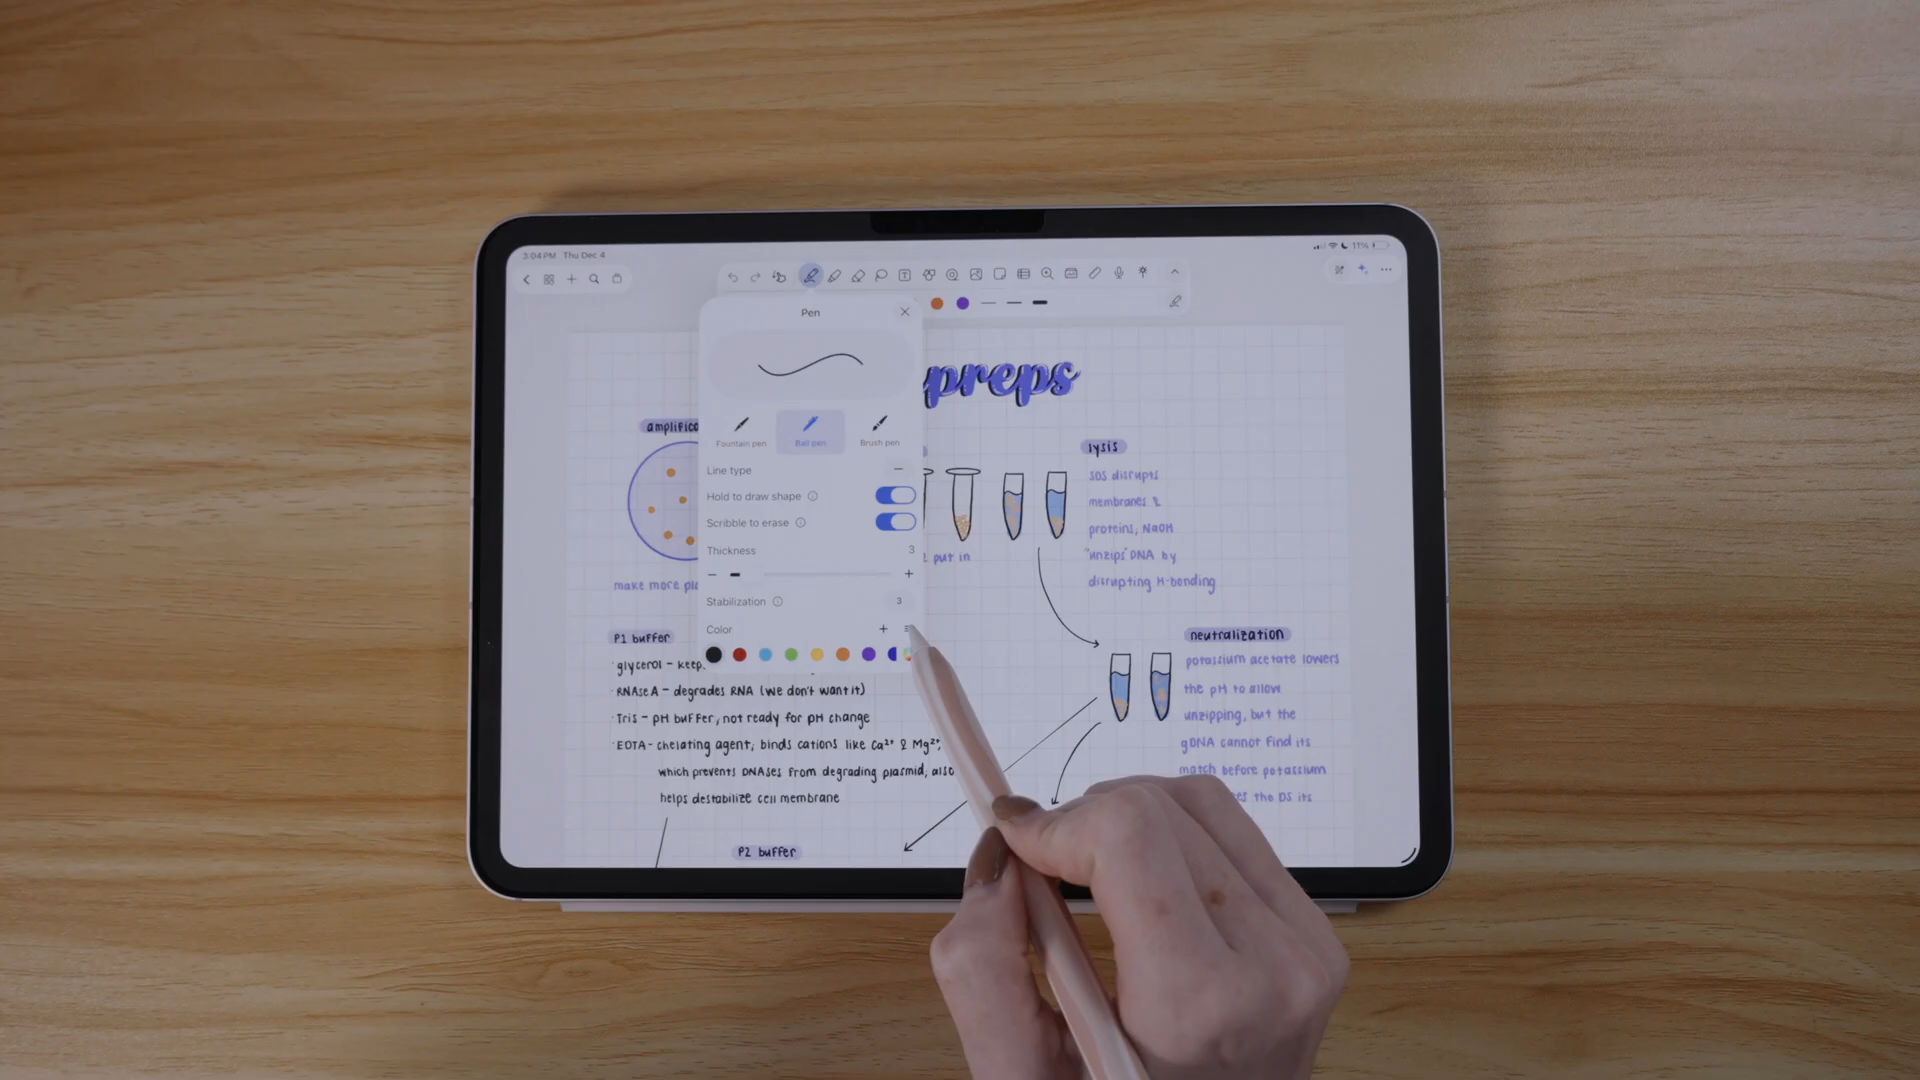 3:04 PM Thu Dec 4
11%
Pen
Fountain pen
Ball pen
Brush pen
Line type
Hold to draw shape
Scribble to erase
Thickness
3
Stabilization
3
Color
preps
make more
put in
lysis
SDS disrupts
membranes &
proteins, NaOH
"unzips" DNA by
disrupting H-bonding
neutralization
potassium acetate lowers
the pH to allow
unzipping, but the
gDNA cannot find its
match before potassium
the DS its
P1 buffer
glycerol -
RNAse A - degrades RNA (we don't want it)
Tris - pH buffer, not ready for pH change
EDTA - chelating agent, binds cations like Ca²⁺ & Mg²⁺,
which prevents DNAses from degrading plasmid, also
helps destabilize cell membrane
P2 buffer